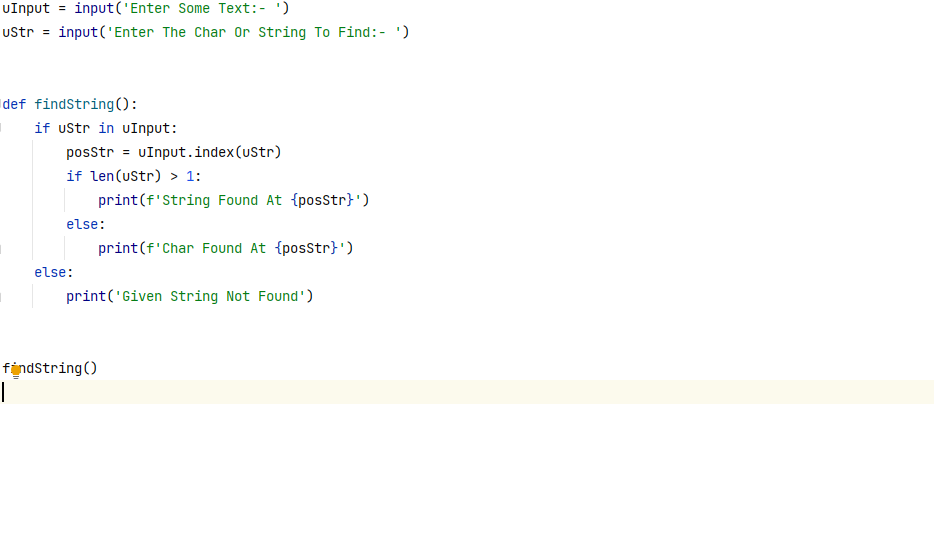 uInput = input('Enter Some Text:- ')
uStr = input('Enter The Char Or String To Find:- ')
def findString():
    if uStr in uInput:
        posStr = uInput.index(uStr)
        if len(uStr) > 1:
            print(f'String Found At {posStr}')
        else:
            print(f'Char Found At {posStr}')
    else:
        print('Given String Not Found')
findString()